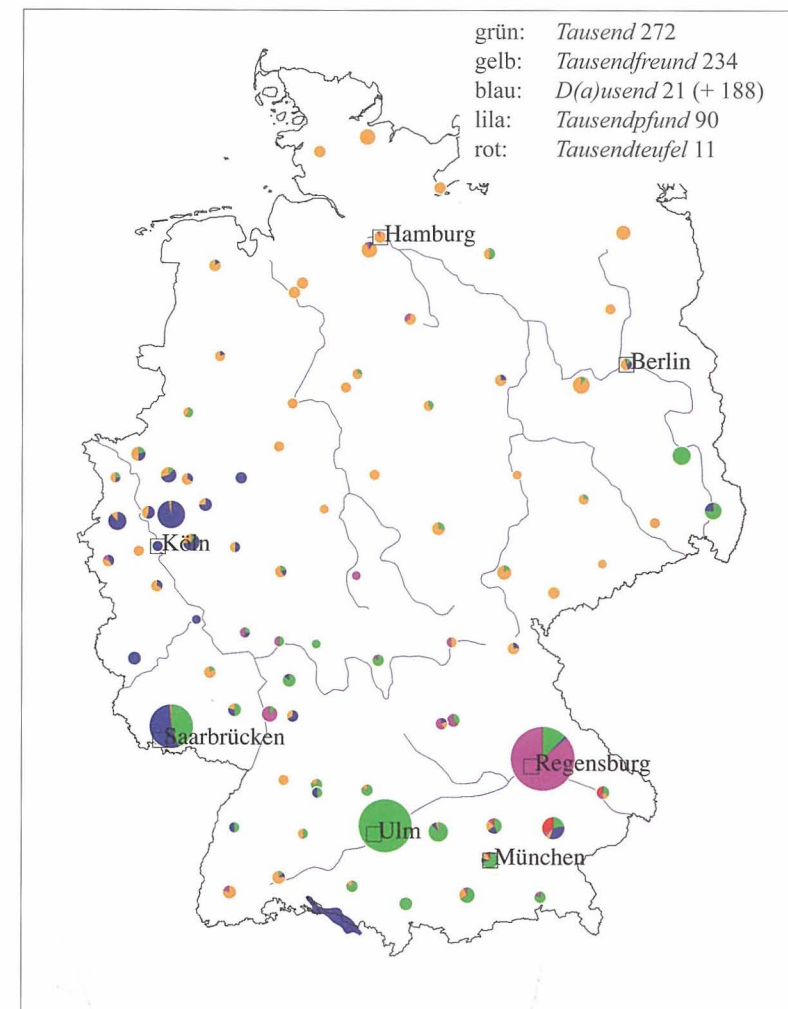 grün: Tausend 272
gelb: Tausendfreund 234
blau: D(a)usend 21 (+ 188)
lila: Tausendpfund 90
rot: Tausendteufel 11
Hamburg
Berlin
Köln
Saarbrücken
Regensburg
Ulm
München